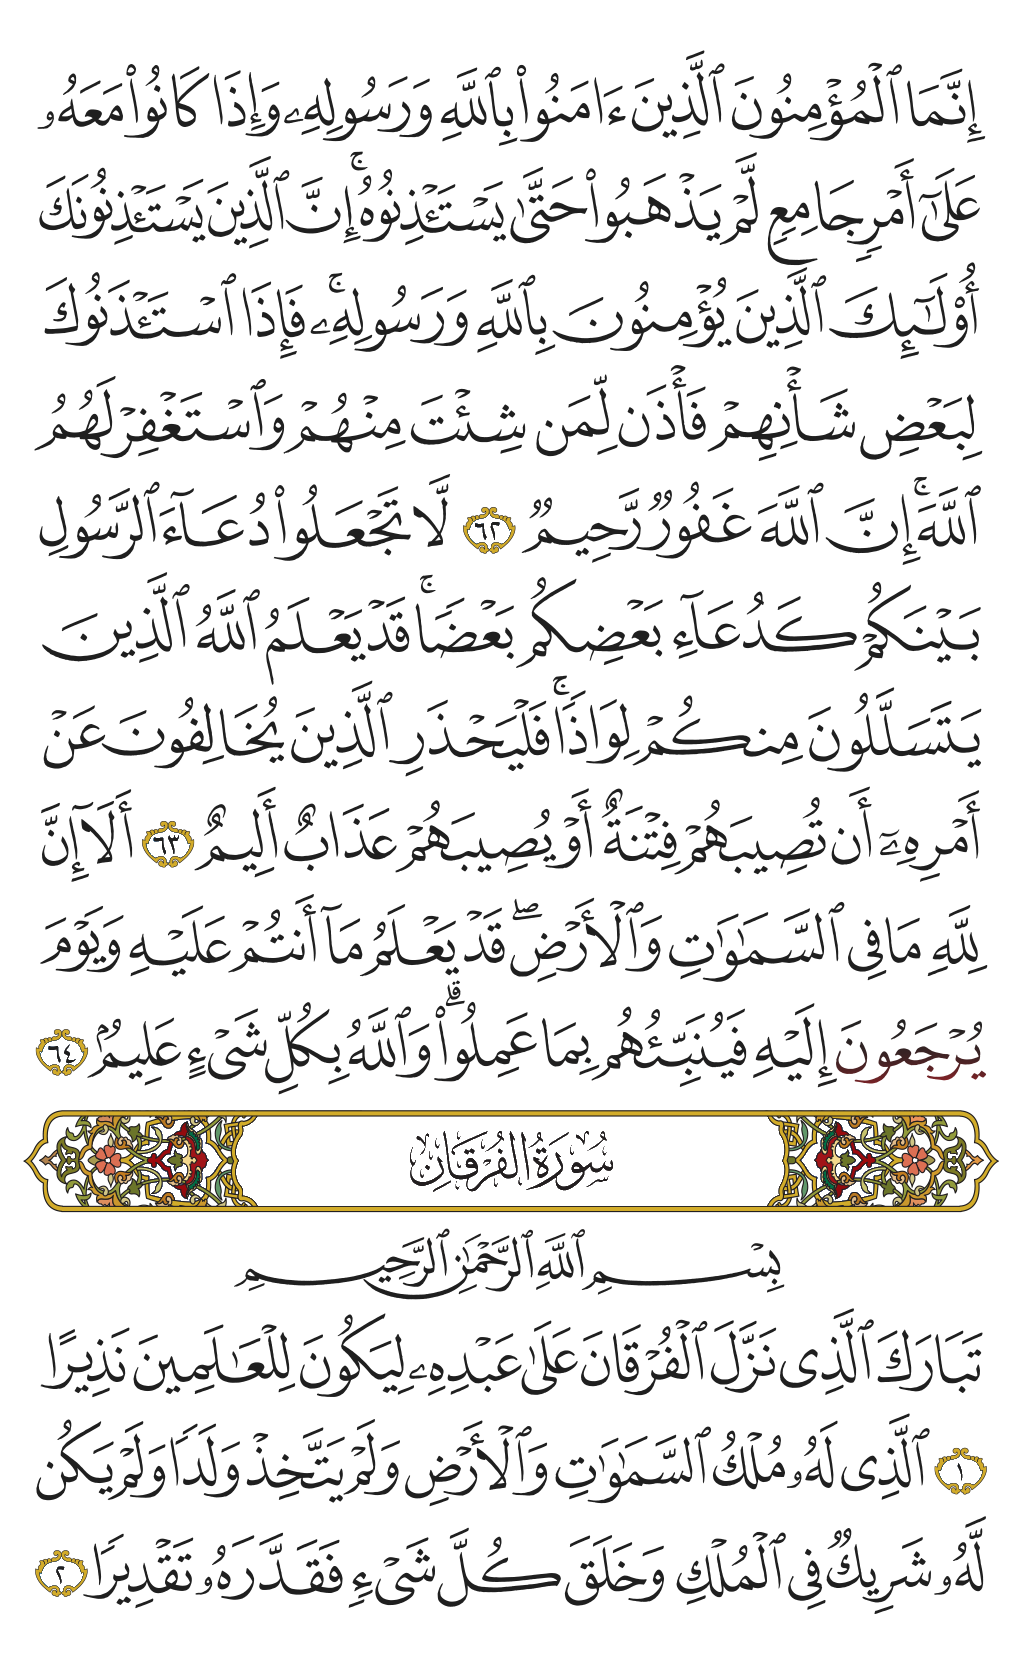 إِنَّمَا ٱلْمُؤْمِنُونَ ٱلَّذِينَ ءَامَنُوا۟ بِٱللَّهِ وَرَسُولِهِۦ وَإِذَا كَانُوا۟ مَعَهُۥ
عَلَىٰٓ أَمْرٍ جَامِعٍ لَّمْ يَذْهَبُوا۟ حَتَّىٰ يَسْتَـْٔذِنُوهُ ۚ إِنَّ ٱلَّذِينَ يَسْتَـْٔذِنُونَكَ
أُو۟لَـٰٓئِكَ ٱلَّذِينَ يُؤْمِنُونَ بِٱللَّهِ وَرَسُولِهِۦ ۚ فَإِذَا ٱسْتَـْٔذَنُوكَ
لِبَعْضِ شَأْنِهِمْ فَأْذَن لِّمَن شِئْتَ مِنْهُمْ وَٱسْتَغْفِرْ لَهُمُ
ٱللَّهَ ۚ إِنَّ ٱللَّهَ غَفُورٌ رَّحِيمٌ ٦٢ لَّا تَجْعَلُوا۟ دُعَآءَ ٱلرَّسُولِ
بَيْنَكُمْ كَدُعَآءِ بَعْضِكُم بَعْضًا ۚ قَدْ يَعْلَمُ ٱللَّهُ ٱلَّذِينَ
يَتَسَلَّلُونَ مِنكُمْ لِوَاذًا ۚ فَلْيَحْذَرِ ٱلَّذِينَ يُخَالِفُونَ عَنْ
أَمْرِهِۦٓ أَن تُصِيبَهُمْ فِتْنَةٌ أَوْ يُصِيبَهُمْ عَذَابٌ أَلِيمٌ ٦٣ أَلَآ إِنَّ
لِلَّهِ مَا فِى ٱلسَّمَـٰوَٰتِ وَٱلْأَرْضِ ۖ قَدْ يَعْلَمُ مَآ أَنتُمْ عَلَيْهِ وَيَوْمَ
يُرْجَعُونَ إِلَيْهِ فَيُنَبِّئُهُم بِمَا عَمِلُوا۟ ۗ وَٱللَّهُ بِكُلِّ شَىْءٍ عَلِيمٌۢ ٦٤
سُورَةُ الفُرْقَانِ
بِسْمِ ٱللَّهِ ٱلرَّحْمَـٰنِ ٱلرَّحِيمِ
تَبَارَكَ ٱلَّذِى نَزَّلَ ٱلْفُرْقَانَ عَلَىٰ عَبْدِهِۦ لِيَكُونَ لِلْعَـٰلَمِينَ نَذِيرًا
١ ٱلَّذِى لَهُۥ مُلْكُ ٱلسَّمَـٰوَٰتِ وَٱلْأَرْضِ وَلَمْ يَتَّخِذْ وَلَدًا وَلَمْ يَكُن
لَّهُۥ شَرِيكٌ فِى ٱلْمُلْكِ وَخَلَقَ كُلَّ شَىْءٍ فَقَدَّرَهُۥ تَقْدِيرًا ٢